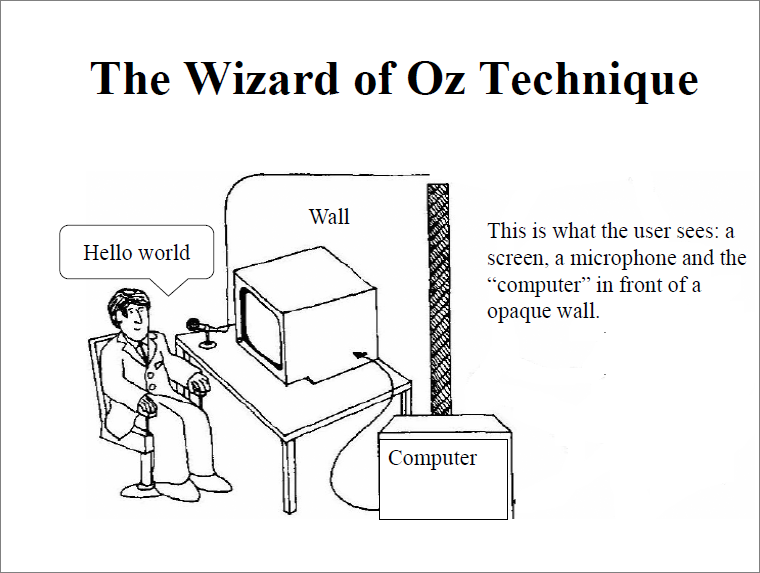 The Wizard of Oz Technique
Wall
Hello world
This is what the user sees: a
screen, a microphone and the
“computer” in front of a
opaque wall.
Computer